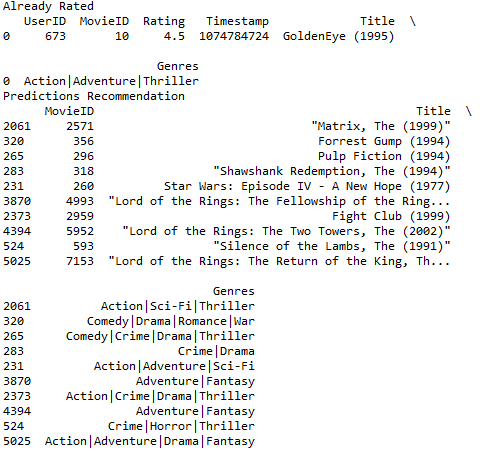 Already Rated
   UserID  MovieID  Rating   Timestamp             Title  \
0     673       10     4.5  1074784724  GoldenEye (1995)

                      Genres
0  Action|Adventure|Thriller
Predictions Recommendation
      MovieID                                              Title  \
2061     2571                               "Matrix, The (1999)"
320       356                                Forrest Gump (1994)
265       296                                Pulp Fiction (1994)
283       318                 "Shawshank Redemption, The (1994)"
231       260          Star Wars: Episode IV - A New Hope (1977)
3870     4993  "Lord of the Rings: The Fellowship of the Ring...
2373     2959                                  Fight Club (1999)
4394     5952       "Lord of the Rings: The Two Towers, The (2002)"
524       593                 "Silence of the Lambs, The (1991)"
5025     7153  "Lord of the Rings: The Return of the King, Th...

                              Genres
2061          Action|Sci-Fi|Thriller
320         Comedy|Drama|Romance|War
265      Comedy|Crime|Drama|Thriller
283                      Crime|Drama
231          Action|Adventure|Sci-Fi
3870               Adventure|Fantasy
2373     Action|Crime|Drama|Thriller
4394               Adventure|Fantasy
524            Crime|Horror|Thriller
5025  Action|Adventure|Drama|Fantasy